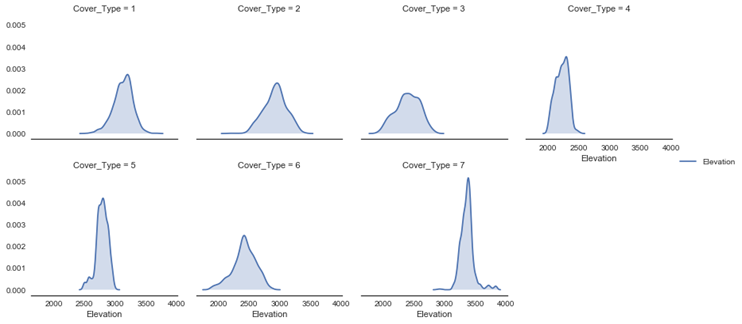 Cover_Type = 1
Cover_Type = 2
Cover_Type = 3
Cover_Type = 4
0.005
0.004
0.003
0.002
0.001
0.000
2000 2500 3000 3500 4000
Elevation
Elevation
Cover_Type = 5
Cover_Type = 6
Cover_Type = 7
0.005
0.004
0.003
0.002
0.001
0.000
2000 2500 3000 3500 4000
2000 2500 3000 3500 4000
2000 2500 3000 3500 4000
Elevation
Elevation
Elevation